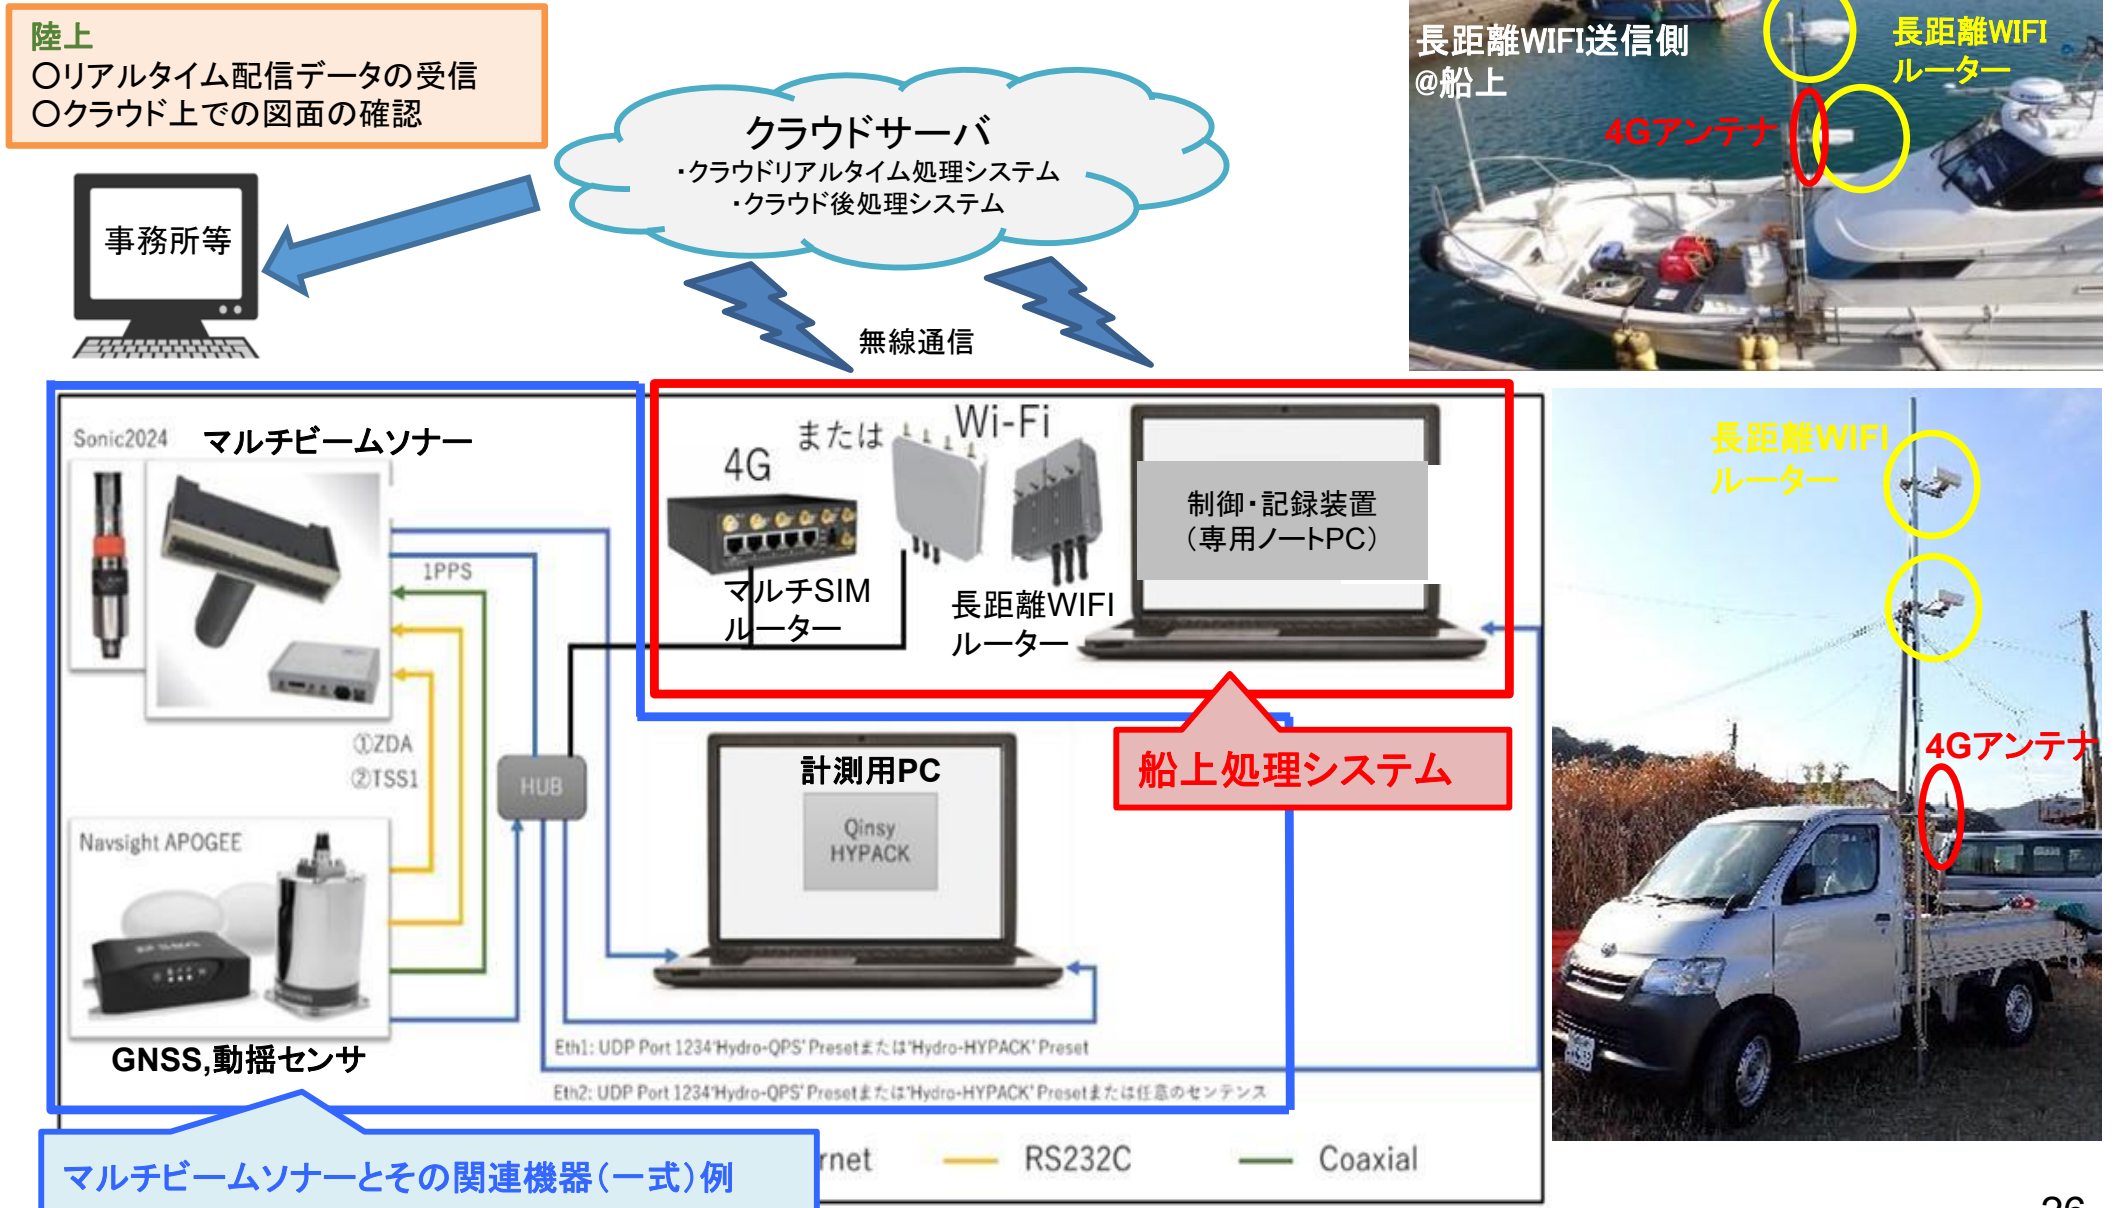 陸上
〇リアルタイム配信データの受信
〇クラウド上での図面の確認
事務所等
クラウドサーバ
・クラウドリアルタイム処理システム
・クラウド後処理システム
無線通信
長距離WIFI送信側
@船上
長距離WIFI
ルーター
4Gアンテナ
Sonic2024
マルチビームソナー
1PPS
①ZDA
②TSS1
Navsight APOGEE
GNSS,動揺センサ
HUB
4G
または
Wi-Fi
マルチSIM
ルーター
長距離WIFI
ルーター
制御・記録装置
（専用ノートPC）
船上処理システム
計測用PC
Qinsy
HYPACK
Eth1: UDP Port 1234'Hydro-QPS' Presetまたは'Hydro-HYPACK' Preset
Eth2: UDP Port 1234'Hydro-QPS' Presetまたは'Hydro-HYPACK' Presetまたは任意のセンテンス
マルチビームソナーとその関連機器（一式）例
rnet
RS232C
Coaxial
長距離WIFI
ルーター
4Gアンテナ